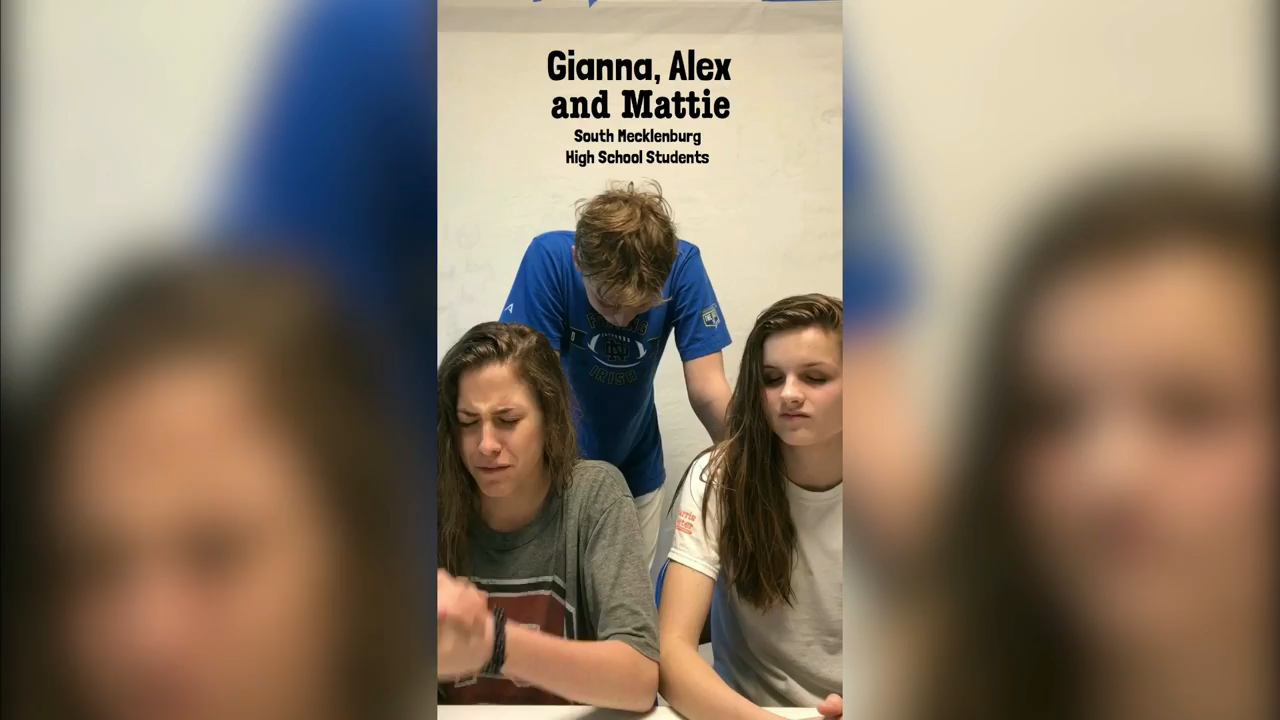 Gianna, Alex
and Mattie
South Mecklenburg
High School Students
IRISH